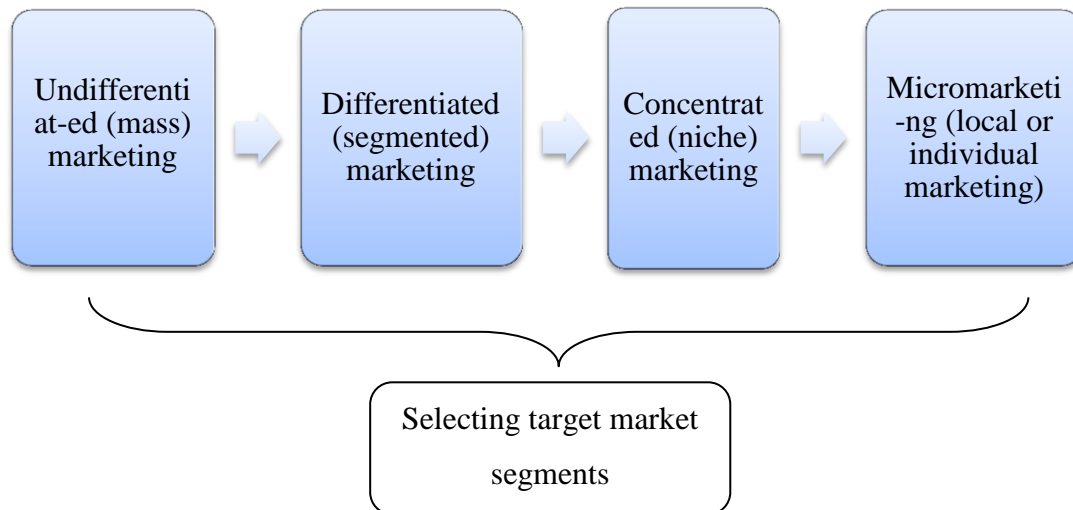 Undifferenti
at-ed (mass)
marketing
Differentiated
(segmented)
marketing
Concentrat
ed (niche)
marketing
Micromarketi
-ng (local or
individual
marketing)
Selecting target market
segments